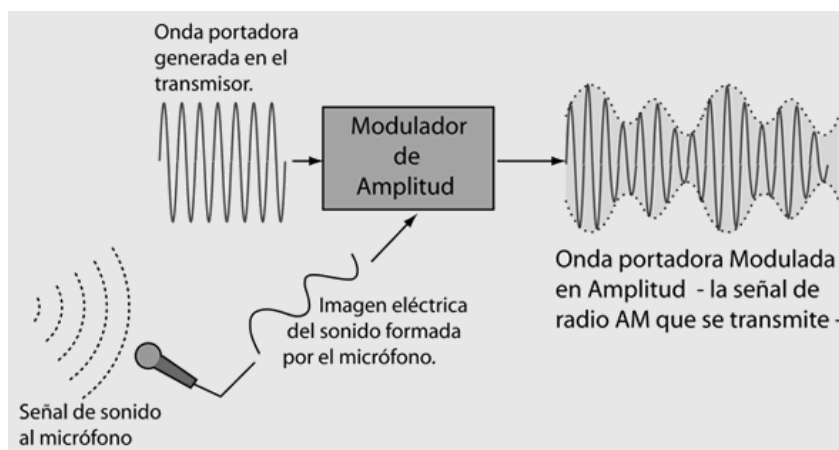 Onda portadora
generada en el
transmisor.
Modulador
de
Amplitud
Onda portadora Modulada
en Amplitud - la señal de
radio AM que se transmite -
Imagen eléctrica
del sonido formada
por el micrófono.
Señal de sonido
al micrófono